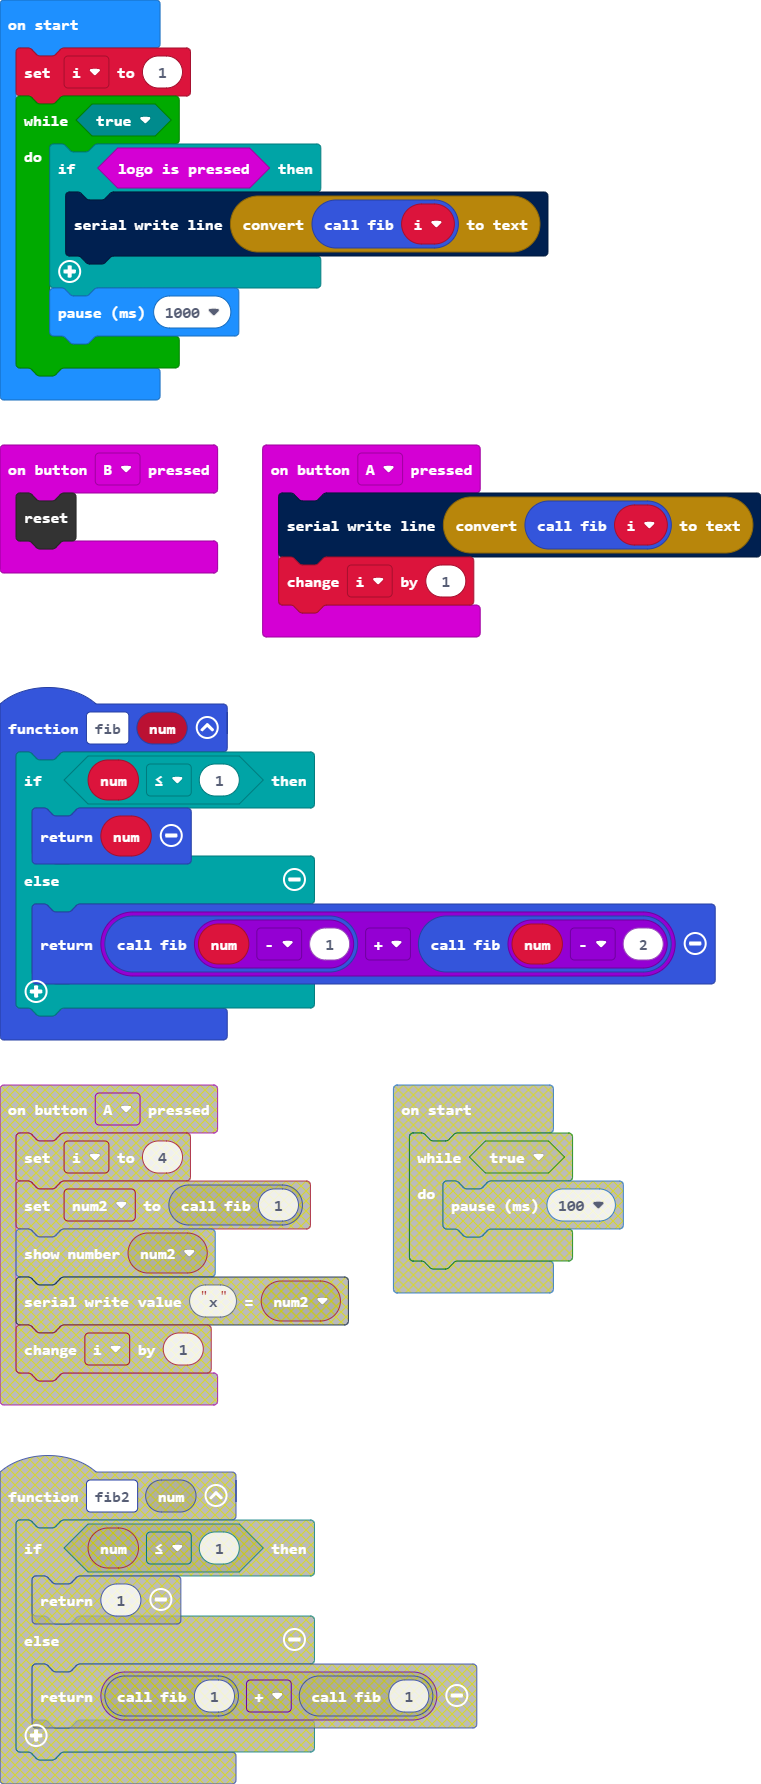 on start
set i to 1
while true
do
if logo is pressed then
serial write line convert call fib i to text
pause (ms) 1000
on button B pressed
reset
on button A pressed
serial write line convert call fib i to text
change i by 1
function fib num
if num ≤ 1 then
return num
else
return call fib num - 1 + call fib num - 2
on button A pressed
set i to 4
set num2 to call fib 1
show number num2
serial write value "x" = num2
change i by 1
on start
while true
do
pause (ms) 100
function fib2 num
if num ≤ 1 then
return 1
else
return call fib 1 + call fib 1